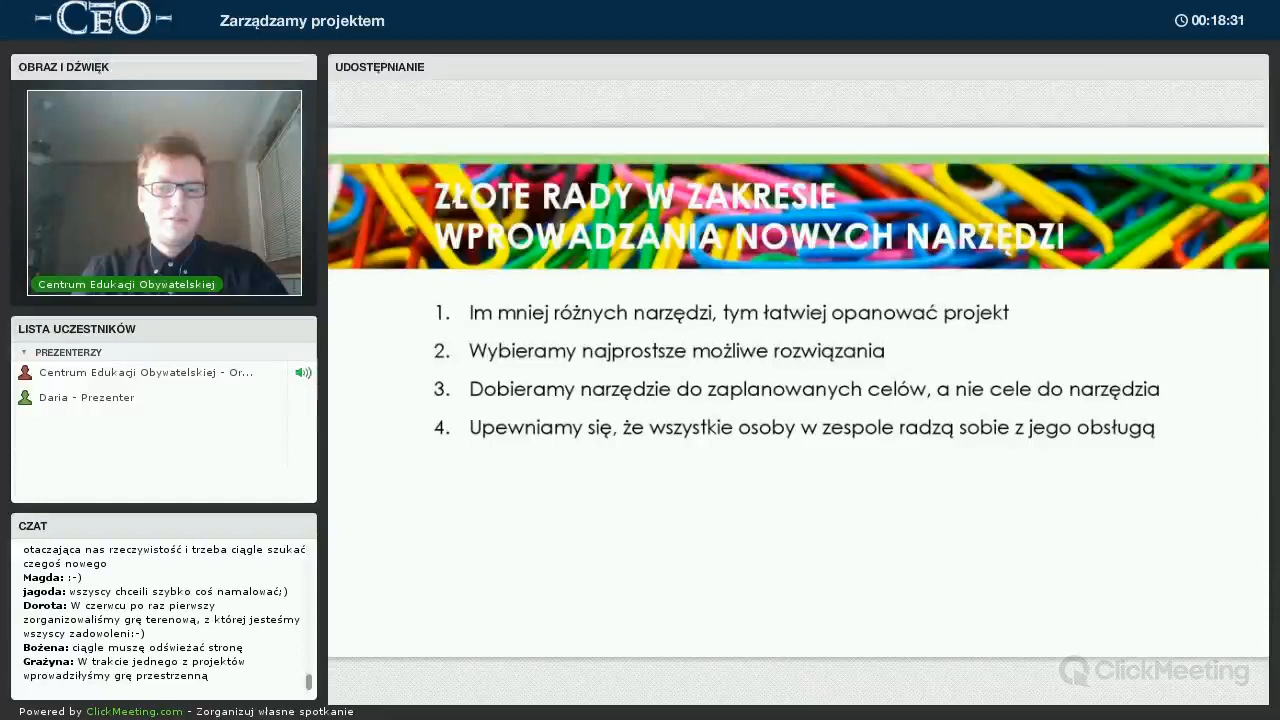 -CEO-
Zarządzamy projektem
00:18:31
OBRAZ I DŹWIĘK
Centrum Edukacji Obywatelskiej
LISTA UCZESTNIKÓW
PREZENTERZY
Centrum Edukacji Obywatelskiej - Or...
Daria - Prezenter
CZAT
otaczająca nas rzeczywistość i trzeba ciągle szukać
czegoś nowego
Magda: :-)
jagoda: wszyscy chceili szybko coś namalować;)
Dorota: W czerwcu po raz pierwszy
zorganizowaliśmy grę terenową, z której jesteśmy
wszyscy zadowoleni:-)
Bożena: ciągle muszę odświeżać stronę
Grażyna: W trakcie jednego z projektów
wprowadziłyśmy grę przestrzenną
UDOSTĘPNIANIE
ZŁOTE RADY W ZAKRESIE
WPROWADZANIA NOWYCH NARZĘDZI
1. Im mniej różnych narzędzi, tym łatwiej opanować projekt
2. Wybieramy najprostsze możliwe rozwiązania
3. Dobieramy narzędzie do zaplanowanych celów, a nie cele do narzędzia
4. Upewniamy się, że wszystkie osoby w zespole radzą sobie z jego obsługą
ClickMeeting
Powered by ClickMeeting.com - Zorganizuj własne spotkanie